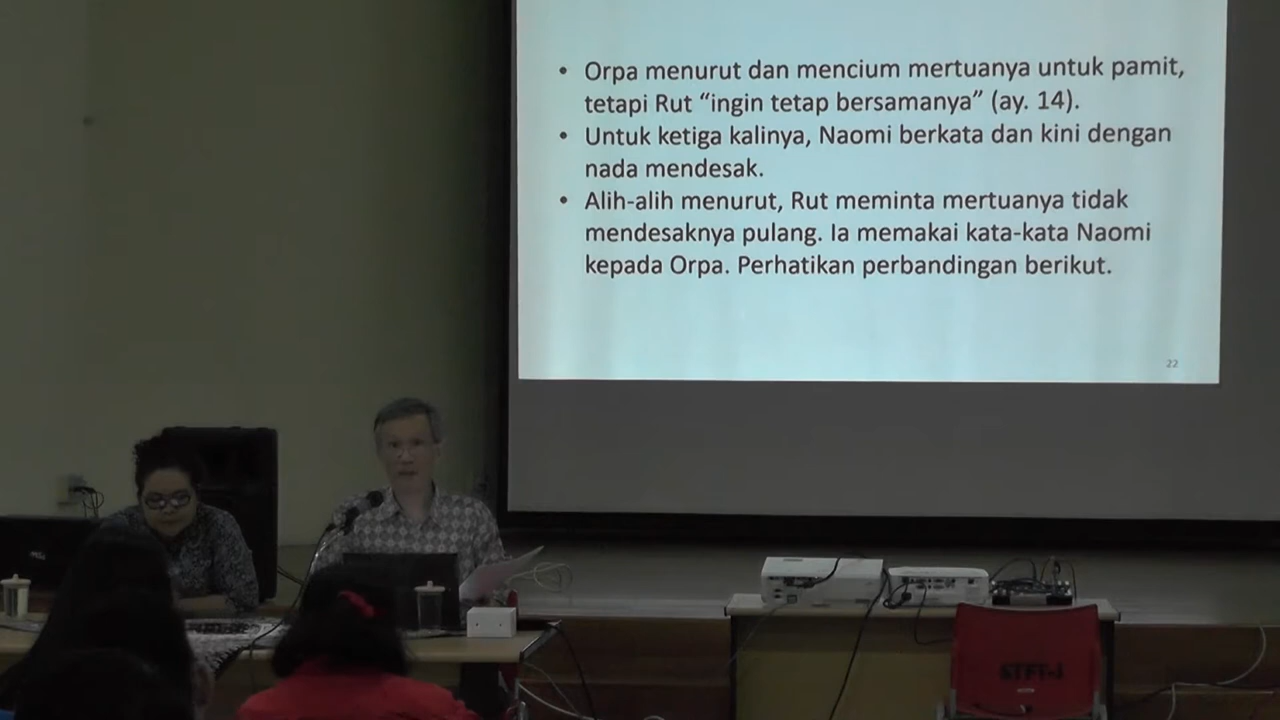 • Orpa menurut dan mencium mertuanya untuk pamit,
tetapi Rut “ingin tetap bersamanya” (ay. 14).
• Untuk ketiga kalinya, Naomi berkata dan kini dengan
nada mendesak.
• Alih-alih menurut, Rut meminta mertuanya tidak
mendesaknya pulang. Ia memakai kata-kata Naomi
kepada Orpa. Perhatikan perbandingan berikut.
22
STFT-J